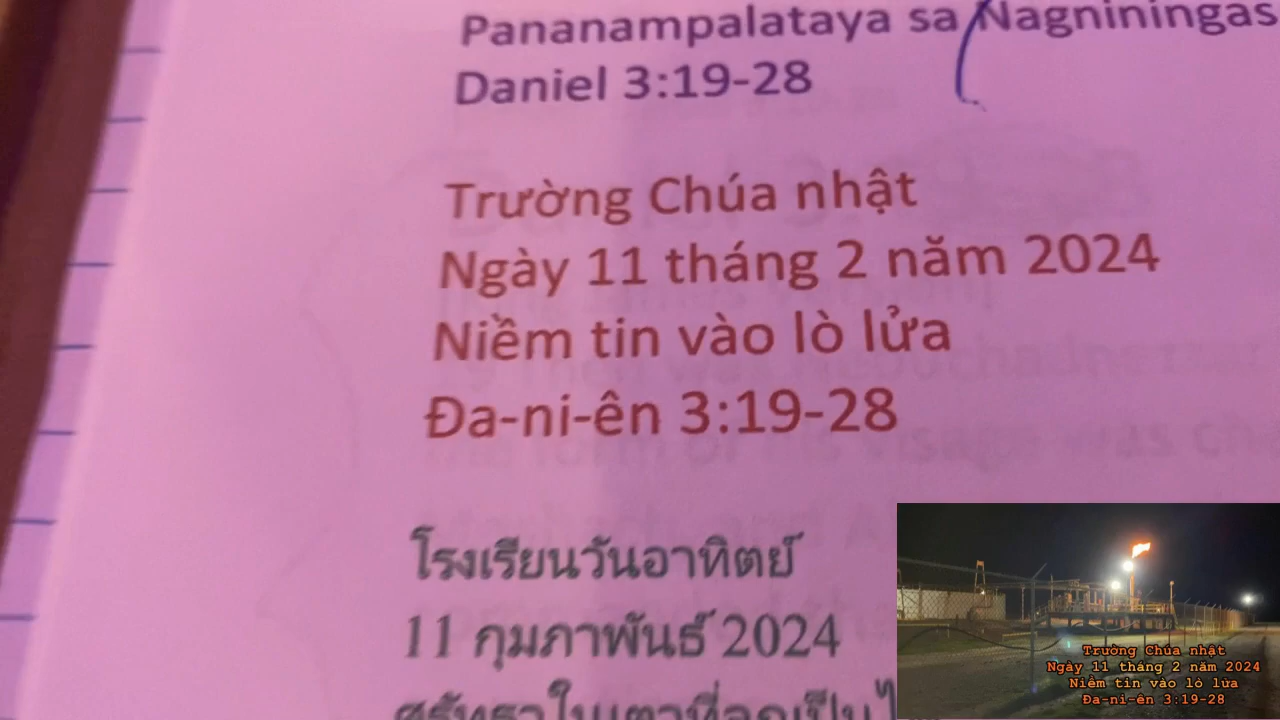 Pananampalataya sa Nagniningas
Daniel 3:19-28
Trường Chúa nhật
Ngày 11 tháng 2 năm 2024
Niềm tin vào lò lửa
Đa-ni-ên 3:19-28
โรงเรียนวันอาทิตย์
11 กุมภาพันธ์ 2024
Trường Chúa nhật
Ngày 11 tháng 2 năm 2024
Niềm tin vào lò lửa
Đa-ni-ên 3:19-28